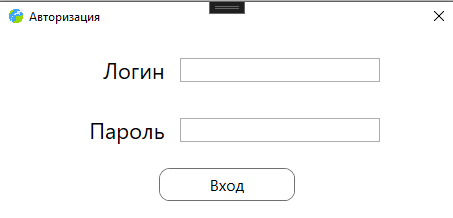 Авторизация
Логин
Пароль
Вход